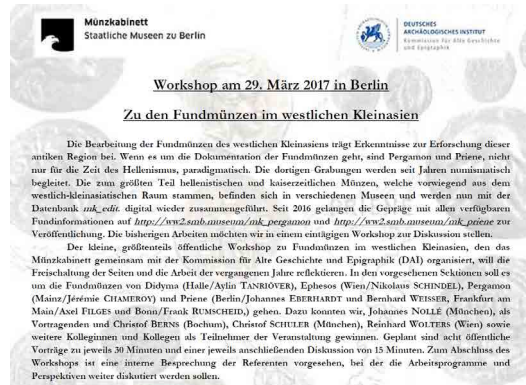 Münzkabinett
Staatliche Museen zu Berlin
DEUTSCHES
ARCHÄOLOGISCHES INSTITUT
Kommission für Alte Geschichte
und Epigraphik
Workshop am 29. März 2017 in Berlin
Zu den Fundmünzen im westlichen Kleinasien
Die Bearbeitung der Fundmünzen des westlichen Kleinasiens trägt Erkenntnisse zur Erforschung dieser
antiken Region bei. Wenn es um die Dokumentation der Fundmünzen geht, sind Pergamon und Priene, nicht
nur für die Zeit des Hellenismus, paradigmatisch. Die dortigen Grabungen werden seit Jahren numismatisch
begleitet. Die zum größten Teil hellenistischen und kaiserzeitlichen Münzen, welche vorwiegend aus dem
westlich-kleinasiatischen Raum stammen, befinden sich in verschiedenen Museen und werden nun mit der
Datenbank mk_edit. digital wieder zusammengeführt. Seit 2016 gelangen die Gepräge mit allen verfügbaren
Fundinformationen auf http://ww2.smb.museum/mk_pergamon und http://ww2.smb.museum/mk_priene zur
Veröffentlichung. Die bisherigen Arbeiten möchten wir in einem eintägigen Workshop zur Diskussion stellen.
Der kleine, größtenteils öffentliche Workshop zu Fundmünzen im westlichen Kleinasien, den das
Münzkabinett gemeinsam mit der Kommission für Alte Geschichte und Epigraphik (DAI) organisiert, will die
Freischaltung der Seiten und die Arbeit der vergangenen Jahre reflektieren. In den vorgesehenen Sektionen soll es
um die Fundmünzen von Didyma (Halle/Aylin TANRIÖVER), Ephesos (Wien/Nikolaus SCHINDEL), Pergamon
(Mainz/Jérémie CHAMEROY) und Priene (Berlin/Johannes EBERHARDT und Bernhard WEISSER, Frankfurt am
Main/Axel FILGES und Bonn/Frank RUMSCHEID,) gehen. Dazu konnten wir, Johannes NOLLÉ (München), als
Vortragenden und Christof BERNS (Bochum), Christof SCHULER (München), Reinhard WOLTERS (Wien) sowie
weitere Kolleginnen und Kollegen als Teilnehmer der Veranstaltung gewinnen. Geplant sind acht öffentliche
Vorträge zu jeweils 30 Minuten und einer jeweils anschließenden Diskussion von 15 Minuten. Zum Abschluss des
Workshops ist eine interne Besprechung der Referenten vorgesehen, bei der die Arbeitsprogramme und
Perspektiven weiter diskutiert werden sollen.